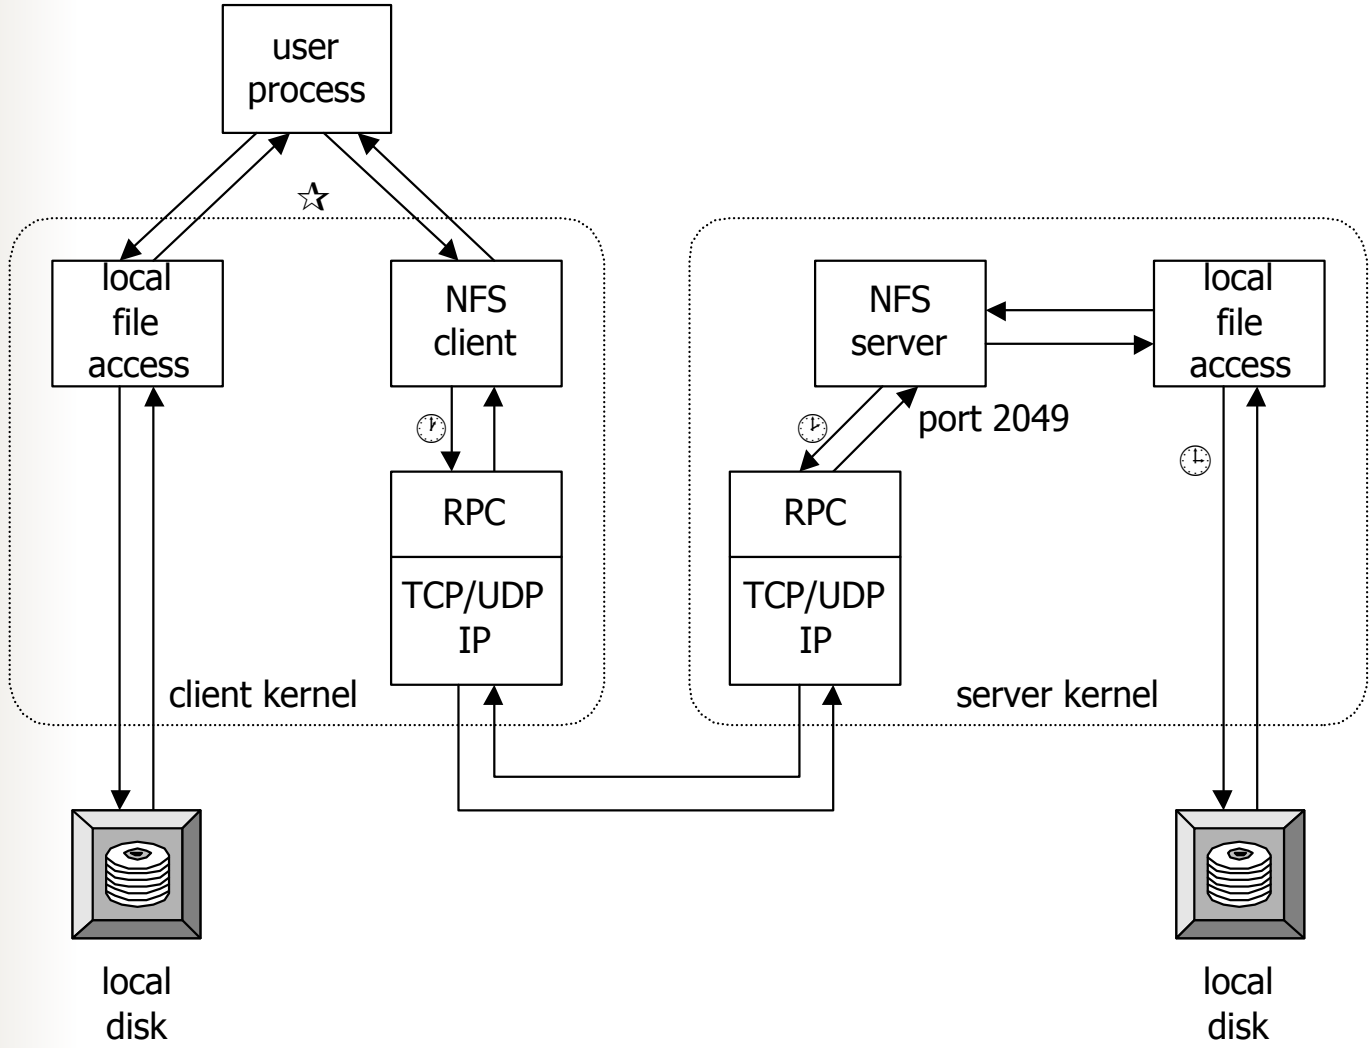 user
process
local
file
access
NFS
client
NFS
server
local
file
access
port 2049
RPC
TCP/UDP
IP
RPC
TCP/UDP
IP
client kernel
server kernel
local
disk
local
disk